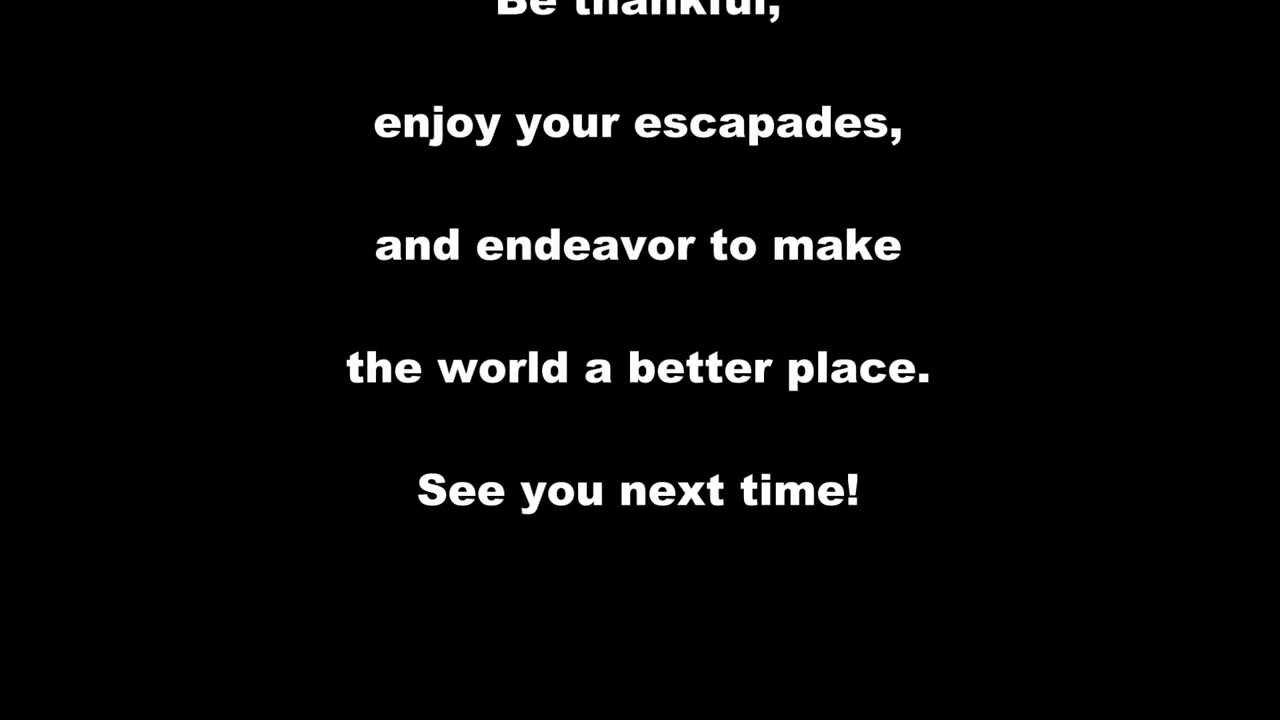 Be thankful,
enjoy your escapades,
and endeavor to make
the world a better place.
See you next time!